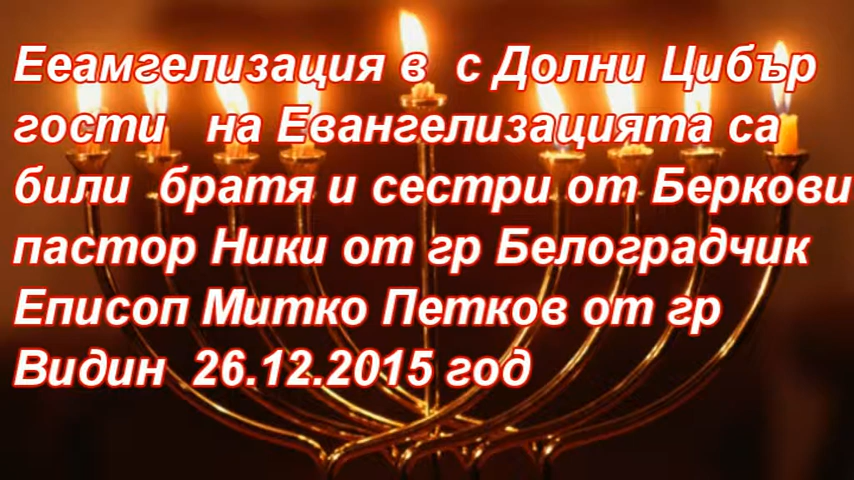 Ееамгелизация в с Долни Цибър
гости на Евангелизацията са
били братя и сестри от Беркови
пастор Ники от гр Белоградчик
Еписоп Митко Петков от гр
Видин 26.12.2015 год